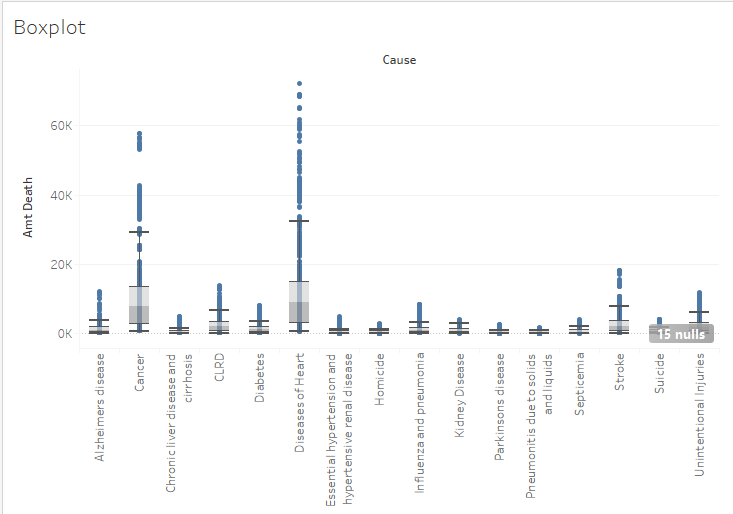 Boxplot
Cause
Amt Death
60K
40K
20K
0K
15 nulls
Alzheimers disease
Cancer
Chronic liver disease and
cirrhosis
CLRD
Diabetes
Diseases of Heart
Essential hypertension and
hypertensive renal disease
Homicide
Influenza and pneumonia
Kidney Disease
Parkinsons disease
Pneumonitis due to solids
and liquids
Septicemia
Stroke
Suicide
Unintentional Injuries